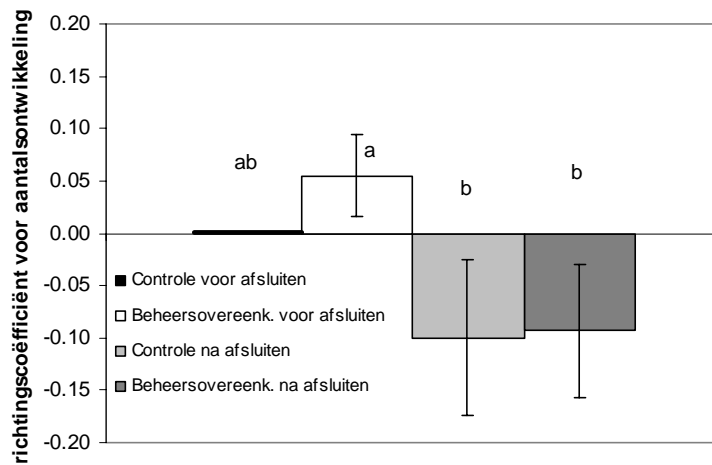 richtingscoëfficiënt voor aantalsontwikkeling
0.20
0.15
0.10
0.05
0.00
-0.05
-0.10
-0.15
-0.20
ab
a
b
b
Controle voor afsluiten
Beheersovereenk. voor afsluiten
Controle na afsluiten
Beheersovereenk. na afsluiten